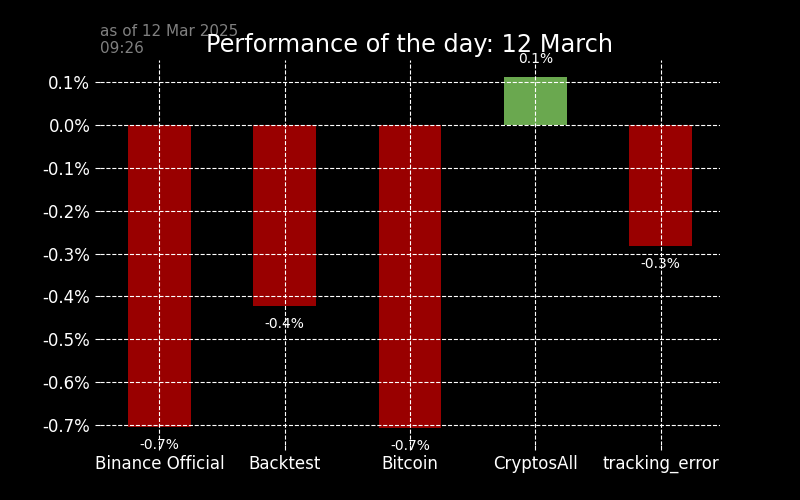 as of 12 Mar 2025
09:26
Performance of the day: 12 March
0.1%
0.1%
0.0%
-0.1%
-0.2%
-0.3%
-0.3%
-0.4%
-0.4%
-0.5%
-0.6%
-0.7%
-0.7%
-0.7%
Binance Official
Backtest
Bitcoin
CryptosAll
tracking_error